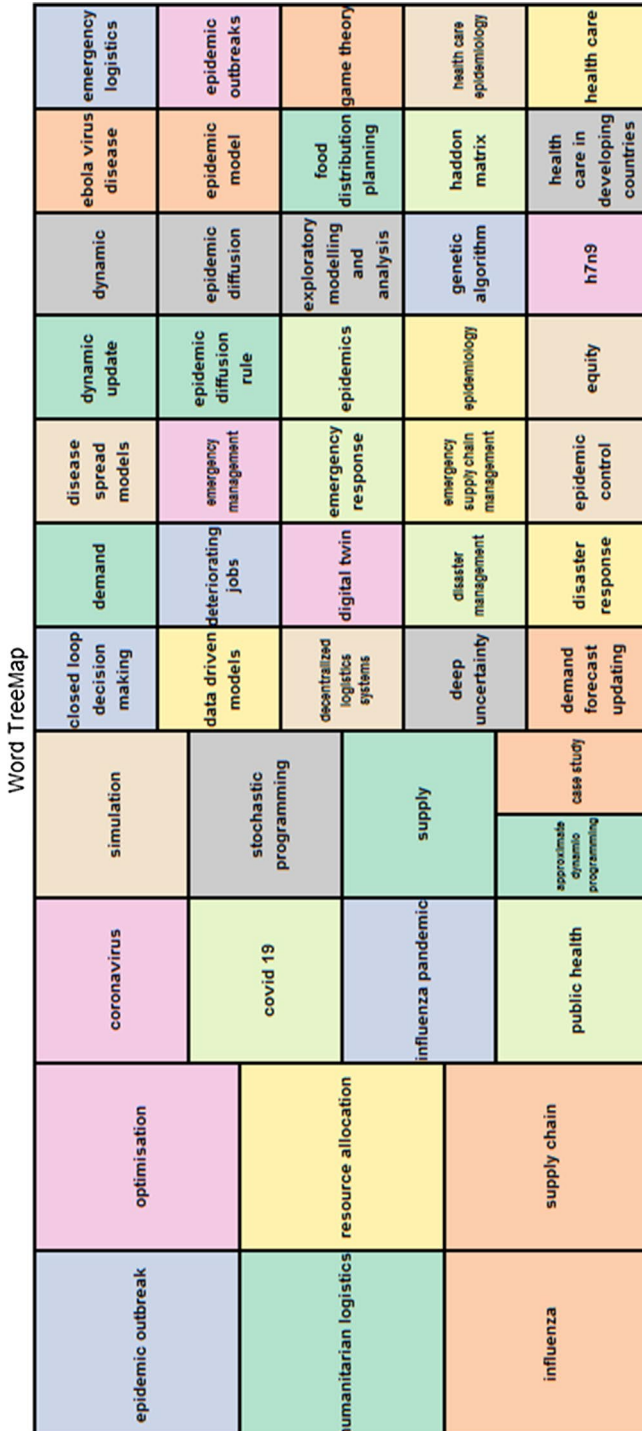 Word TreeMap
epidemic outbreak
humanitarian logistics
influenza
optimisation
resource allocation
supply chain
coronavirus
covid 19
influenza pandemic
public health
simulation
stochastic
programming
supply
approximate
dynamic
programming
case study
closed loop
decision
making
data driven
models
decentralized
logistics
systems
deep
uncertainty
demand
forecast
updating
demand
deteriorating
jobs
digital twin
disaster
management
disaster
response
disease
spread
models
emergency
management
emergency
response
emergency
supply chain
management
epidemic
control
dynamic
update
epidemic
diffusion
rule
epidemics
epidemiology
equity
dynamic
epidemic
diffusion
exploratory
modelling
and
analysis
genetic
algorithm
h7n9
ebola virus
disease
epidemic
model
food
distribution
planning
haddon
matrix
health
care in
developing
countries
emergency
logistics
epidemic
outbreaks
game theory
health care
epidemiology
health care